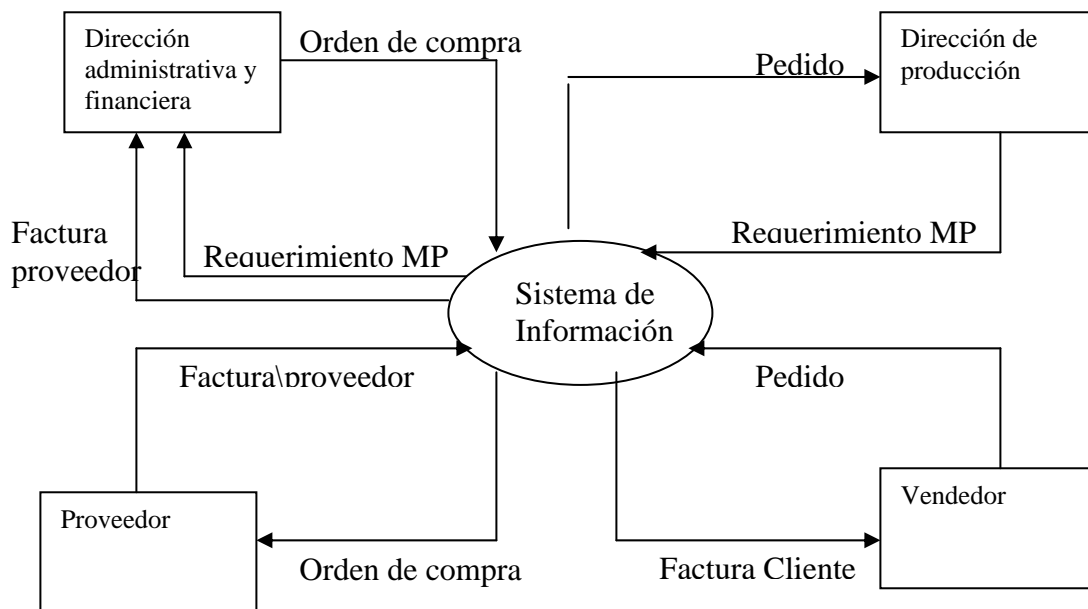 Dirección
administrativa y
financiera
Orden de compra
Pedido
Dirección de
producción
Factura
proveedor
Requerimiento MP
Requerimiento MP
Sistema de
Información
Factura\proveedor
Pedido
Proveedor
Orden de compra
Factura Cliente
Vendedor